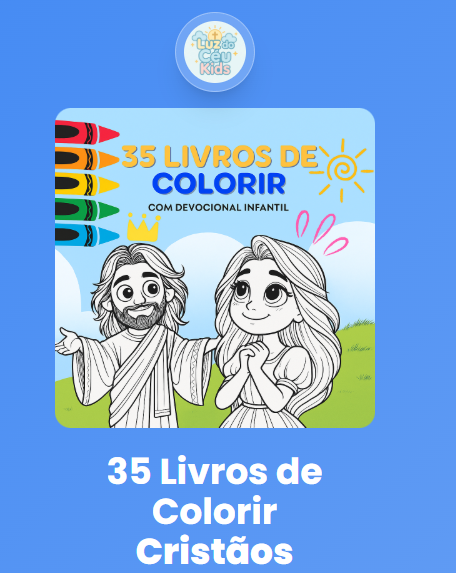 Luz do
Céu
Kids
35 LIVROS DE
COLORIR
COM DEVOCIONAL INFANTIL
35 Livros de
Colorir
Cristãos